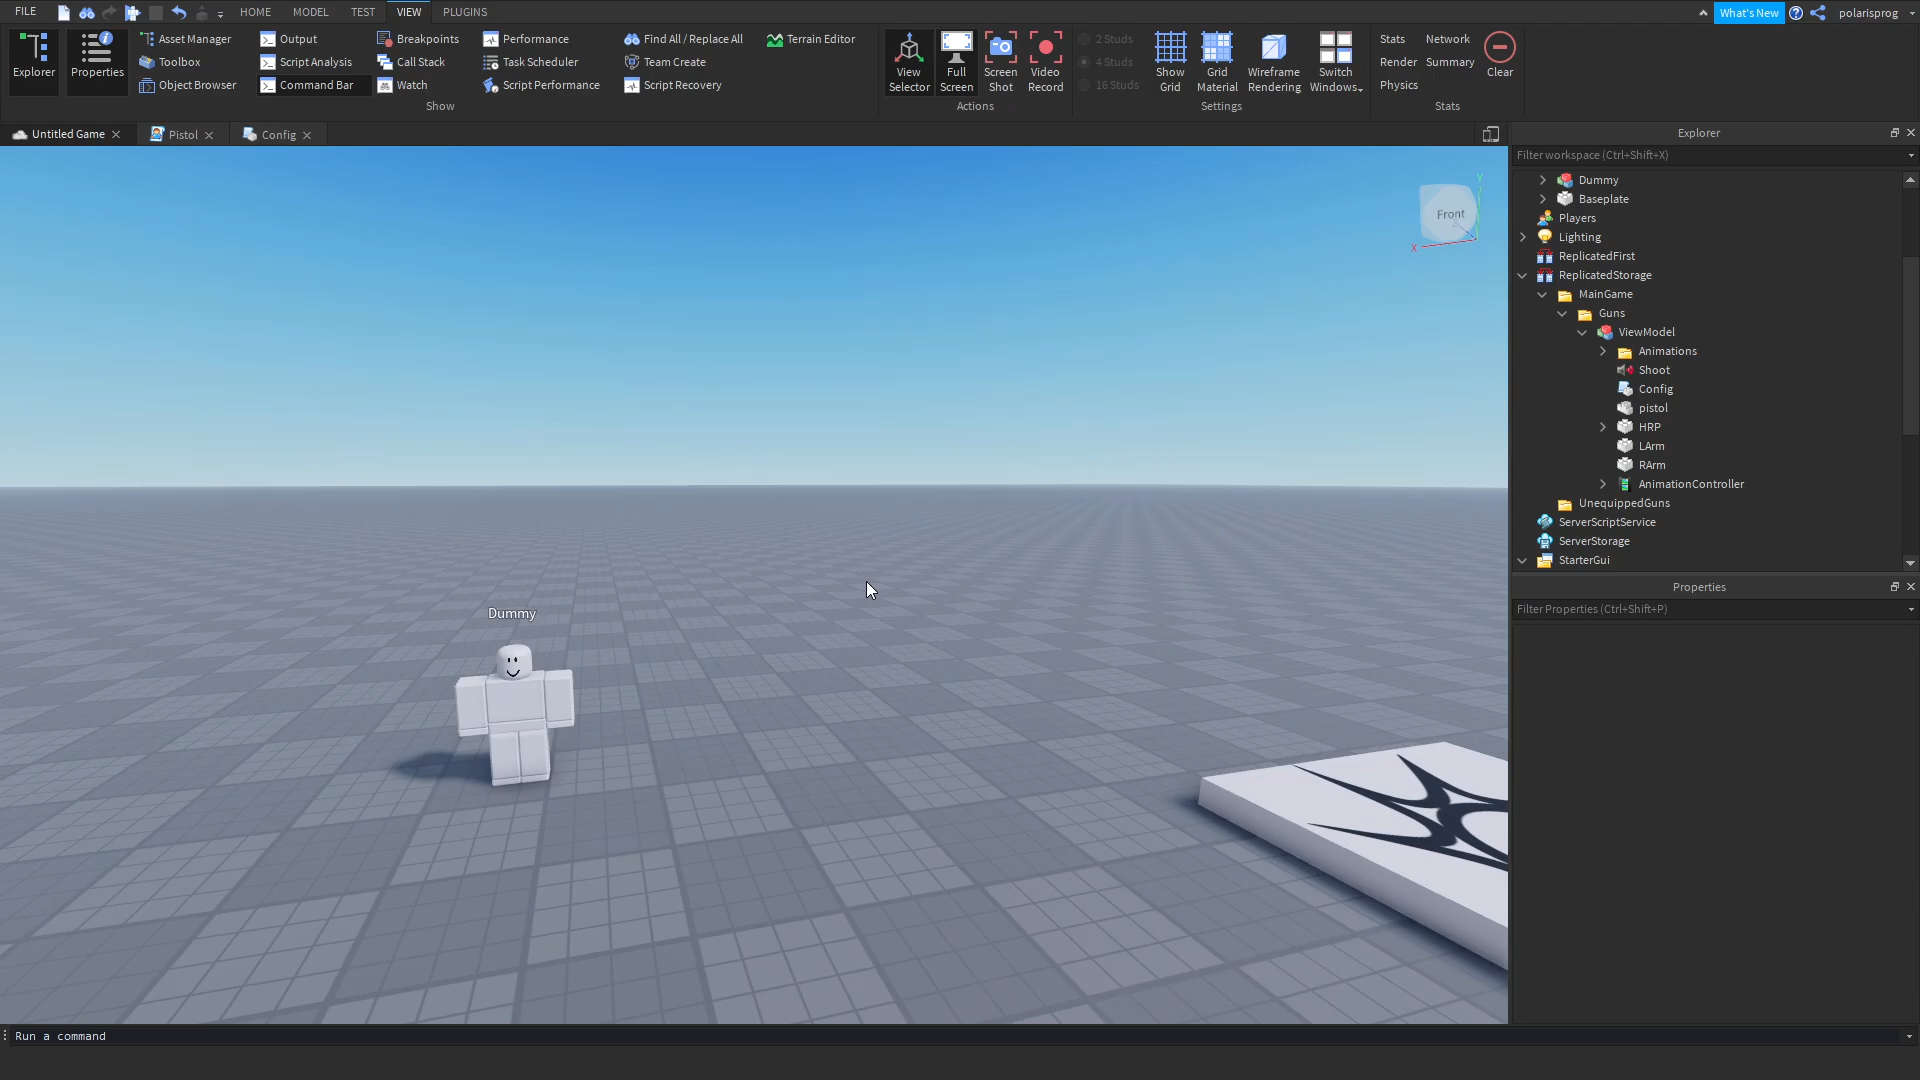 FILE
HOME
MODEL
TEST
VIEW
PLUGINS
What's New
polarisprog
Explorer
Properties
Asset Manager
Toolbox
Object Browser
Output
Script Analysis
Command Bar
Breakpoints
Call Stack
Watch
Performance
Task Scheduler
Script Performance
Find All / Replace All
Team Create
Script Recovery
Terrain Editor
Show
View
Selector
Full
Screen
Screen
Shot
Video
Record
Actions
2 Studs
4 Studs
16 Studs
Show
Grid
Grid
Material
Wireframe
Rendering
Switch
Windows
Settings
Stats
Network
Render
Summary
Physics
Clear
Stats
Untitled Game
Pistol
Config
Explorer
Filter workspace (Ctrl+Shift+X)
Dummy
Baseplate
Players
Lighting
ReplicatedFirst
ReplicatedStorage
MainGame
Guns
ViewModel
Animations
Shoot
Config
pistol
HRP
LArm
RArm
AnimationController
UnequippedGuns
ServerScriptService
ServerStorage
StarterGui
Properties
Filter Properties (Ctrl+Shift+P)
Y
Front
Z
X
Dummy
Run a command